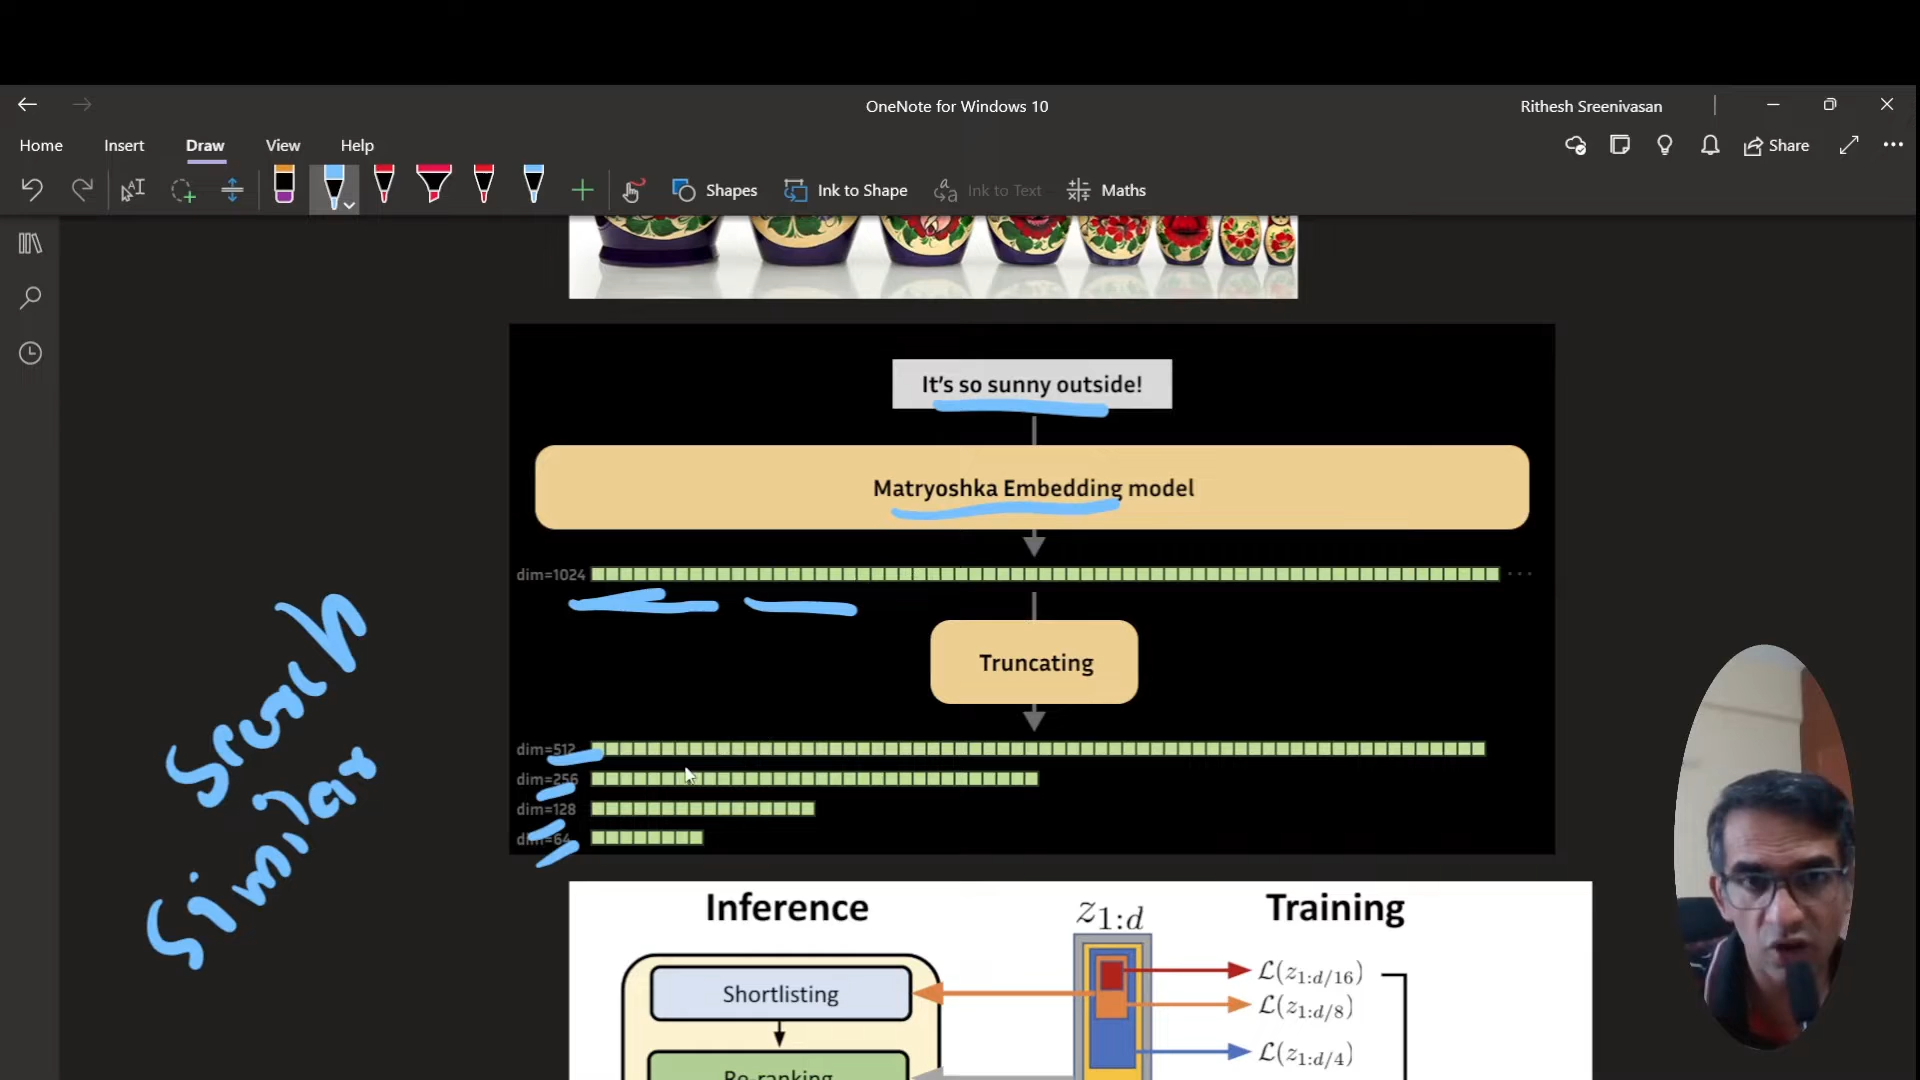 OneNote for Windows 10
Rithesh Sreenivasan
Home Insert Draw View Help
Share
Shapes
Ink to Shape
Ink to Text
Maths
It's so sunny outside!
Matryoshka Embedding model
dim=1024
...
Truncating
dim=512
dim=256
dim=128
dim=64
Search
Similar
Inference
z1:d
Training
Shortlisting
Re-ranking
ℒ(z1:d/16)
ℒ(z1:d/8)
ℒ(z1:d/4)